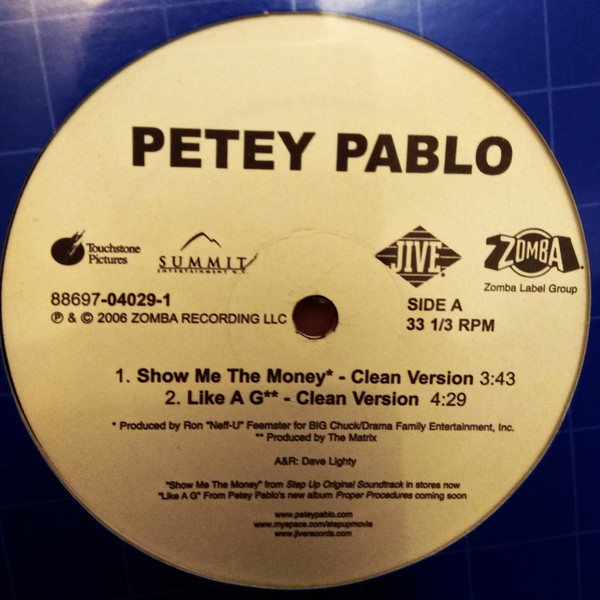 PETEY PABLO
Touchstone
Pictures
SUMMIT
ENTERTAINMENT N.V.
JIVE
ZOMBA
Zomba Label Group
88697-04029-1
℗ & © 2006 ZOMBA RECORDING LLC
SIDE A
33 1/3 RPM
1. Show Me The Money* - Clean Version 3:43
2. Like A G** - Clean Version 4:29
* Produced by Ron "Neff-U" Feemster for BIG Chuck/Drama Family Entertainment, Inc.
** Produced by The Matrix
A&R: Dave Lighty
"Show Me The Money" from Step Up Original Soundtrack in stores now
"Like A G" From Petey Pablo's new album Proper Procedures coming soon
www.peteypablo.com
www.myspace.com/stepupmovie
www.jiverecords.com